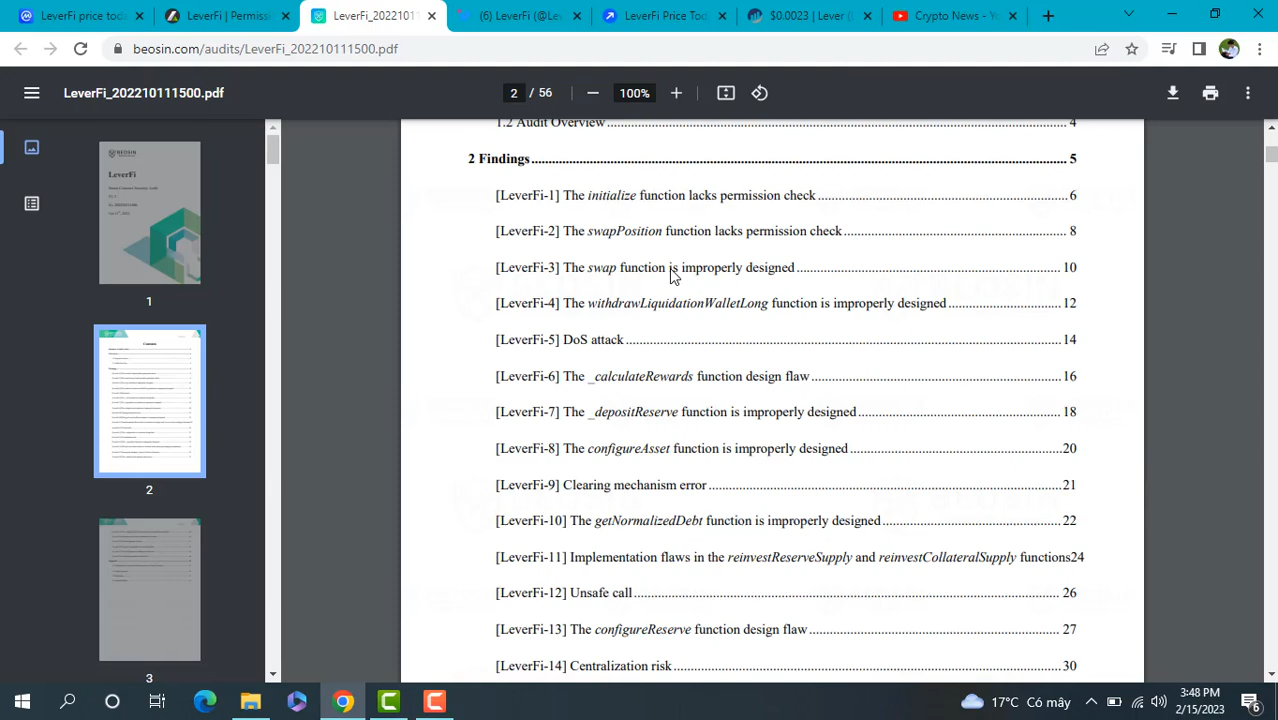 LeverFi price toda
LeverFi | Permissi
LeverFi_2022101
(6) LeverFi (@Lev
LeverFi Price Tod
$0.0023 | Lever (
Crypto News - Yo
beosin.com/audits/LeverFi_202210111500.pdf
LeverFi_202210111500.pdf
2 / 56
100%
1.2 Audit Overview 4
2 Findings 5
[LeverFi-1] The initialize function lacks permission check 6
[LeverFi-2] The swapPosition function lacks permission check 8
[LeverFi-3] The swap function is improperly designed 10
[LeverFi-4] The withdrawLiquidationWalletLong function is improperly designed 12
[LeverFi-5] DoS attack 14
[LeverFi-6] The _calculateRewards function design flaw 16
[LeverFi-7] The _depositReserve function is improperly designed 18
[LeverFi-8] The configureAsset function is improperly designed 20
[LeverFi-9] Clearing mechanism error 21
[LeverFi-10] The getNormalizedDebt function is improperly designed 22
[LeverFi-11] Implementation flaws in the reinvestReserveSupply and reinvestCollateralSupply functions24
[LeverFi-12] Unsafe call 26
[LeverFi-13] The configureReserve function design flaw 27
[LeverFi-14] Centralization risk 30
BEOSIN
LeverFi
1
Contents
2
3
17°C Có mây
3:48 PM
2/15/2023
6